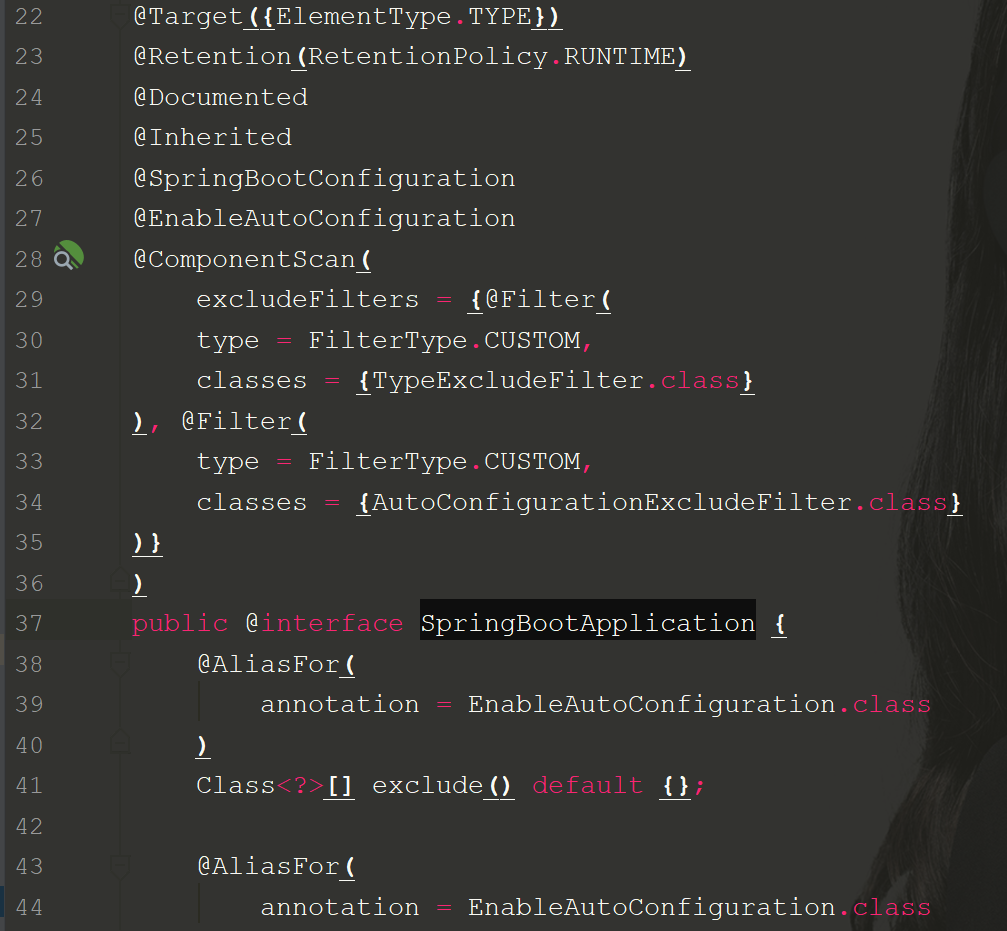 22 @Target({ElementType.TYPE})
23 @Retention(RetentionPolicy.RUNTIME)
24 @Documented
25 @Inherited
26 @SpringBootConfiguration
27 @EnableAutoConfiguration
28 @ComponentScan(
29     excludeFilters = {@Filter(
30     type = FilterType.CUSTOM,
31     classes = {TypeExcludeFilter.class}
32 ), @Filter(
33     type = FilterType.CUSTOM,
34     classes = {AutoConfigurationExcludeFilter.class}
35 )}
36 )
37 public @interface SpringBootApplication {
38     @AliasFor(
39         annotation = EnableAutoConfiguration.class
40     )
41     Class<?>[] exclude() default {};
42
43     @AliasFor(
44         annotation = EnableAutoConfiguration.class